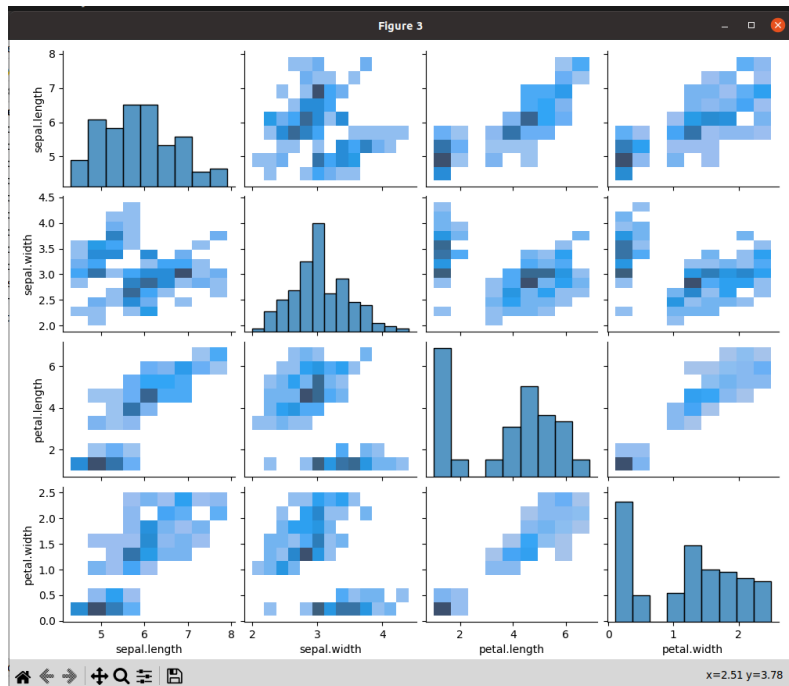 Figure 3
8
7
6
5
sepal.length
4.5
4.0
3.5
3.0
2.5
2.0
sepal.width
6
4
2
petal.length
2.5
2.0
1.5
1.0
0.5
0.0
petal.width
5 6 7 8
sepal.length
2 3 4
sepal.width
2 4 6
petal.length
0 1 2
petal.width
x=2.51 y=3.78